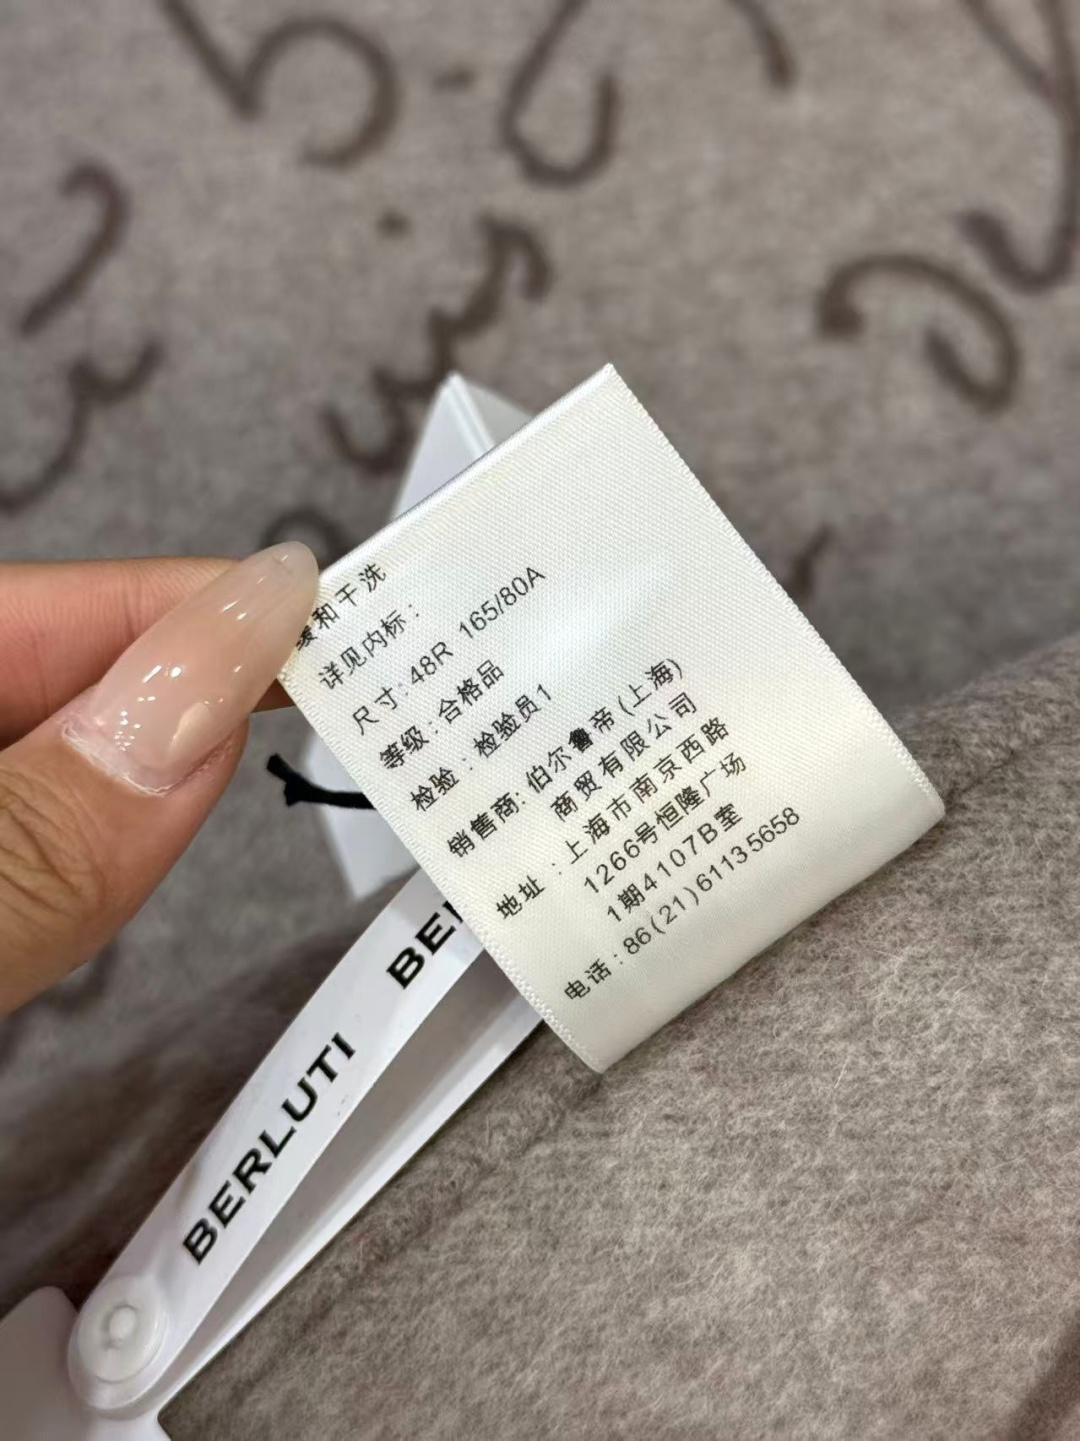 缓和干洗
详见内标：
尺寸：48R 165/80A
等级：合格品
检验：检验员1
销售商：伯尔鲁帝(上海)
商贸有限公司
地址：上海市南京西路
1266号恒隆广场
1期4107B室
电话：86(21)61135658
BERLUTI
BER